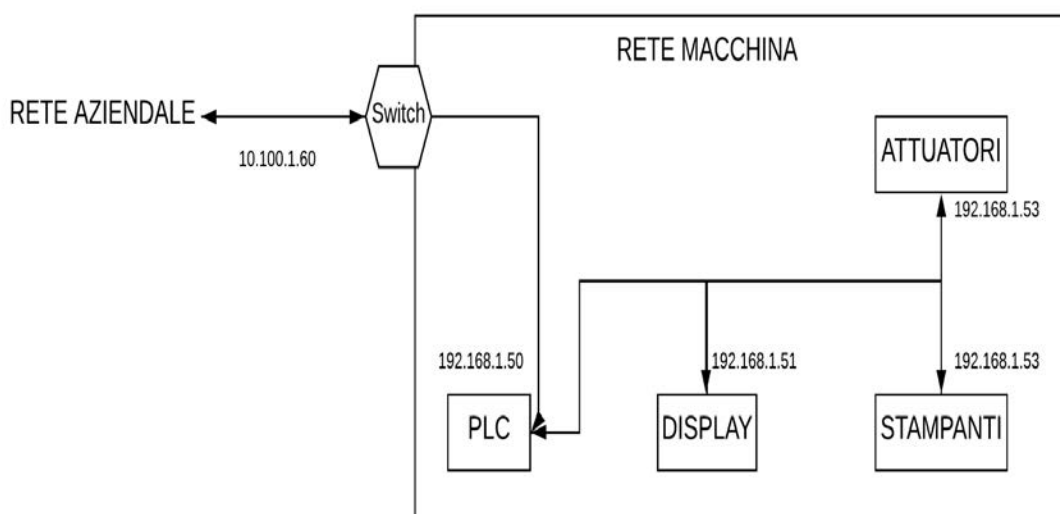 RETE MACCHINA
RETE AZIENDALE
Switch
10.100.1.60
ATTUATORI
192.168.1.53
192.168.1.50
192.168.1.51
192.168.1.53
PLC
DISPLAY
STAMPANTI